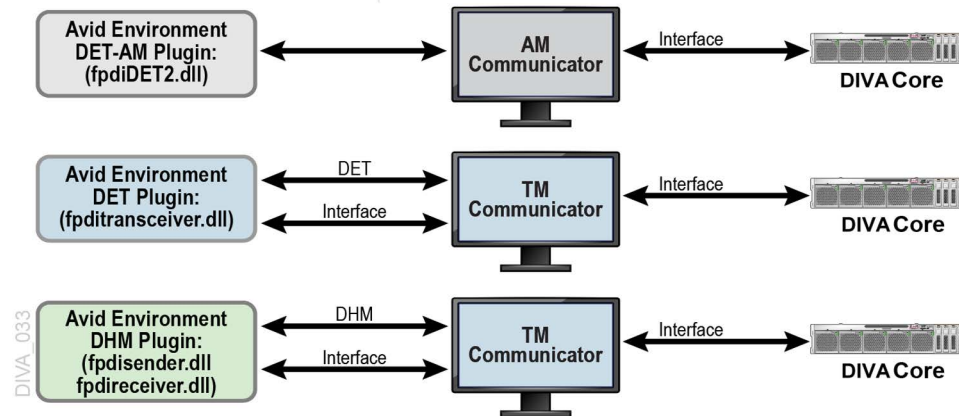 Avid Environment
DET-AM Plugin:
(fpdiDET2.dll)
AM
Communicator
Interface
DIVA Core
Avid Environment
DET Plugin:
(fpditransceiver.dll)
DET
Interface
TM
Communicator
Interface
DIVA Core
Avid Environment
DHM Plugin:
(fpdisender.dll
fpdireceiver.dll)
DHM
Interface
TM
Communicator
Interface
DIVA Core
DIVA_033